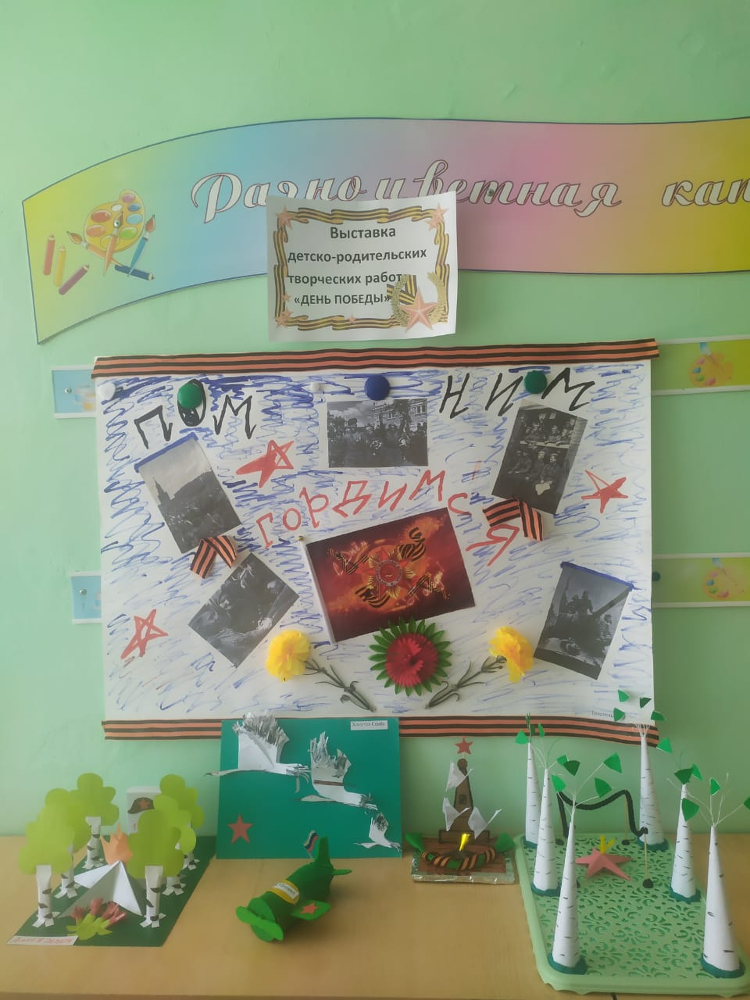 Разноцветная кап
Выставка
детско-родительских
творческих работ
«ДЕНЬ ПОБЕДЫ»
ПОМНИМ
ГОРДИМСЯ